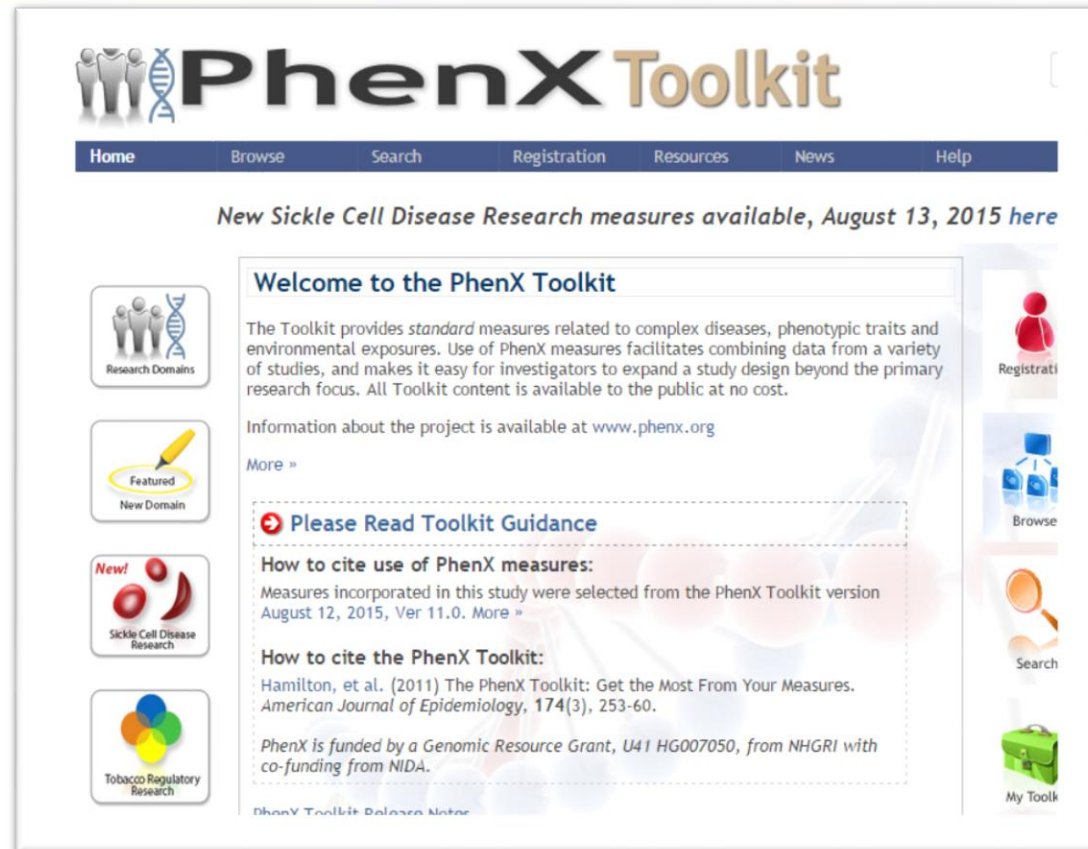 PhenX Toolkit
Home Browse Search Registration Resources News Help
New Sickle Cell Disease Research measures available, August 13, 2015 here
Research Domains
Featured
New Domain
New!
Sickle Cell Disease
Research
Tobacco Regulatory
Research
Welcome to the PhenX Toolkit
The Toolkit provides standard measures related to complex diseases, phenotypic traits and
environmental exposures. Use of PhenX measures facilitates combining data from a variety
of studies, and makes it easy for investigators to expand a study design beyond the primary
research focus. All Toolkit content is available to the public at no cost.
Information about the project is available at www.phenx.org
More »
Please Read Toolkit Guidance
How to cite use of PhenX measures:
Measures incorporated in this study were selected from the PhenX Toolkit version
August 12, 2015, Ver 11.0. More »
How to cite the PhenX Toolkit:
Hamilton, et al. (2011) The PhenX Toolkit: Get the Most From Your Measures.
American Journal of Epidemiology, 174(3), 253-60.
PhenX is funded by a Genomic Resource Grant, U41 HG007050, from NHGRI with
co-funding from NIDA.
PhenX Toolkit Release Notes
Registrati
Browse
Search
My Toolk